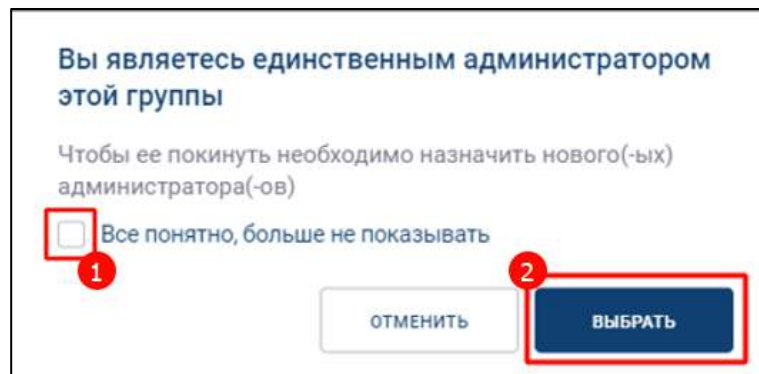 Вы являетесь единственным администратором
этой группы
Чтобы ее покинуть необходимо назначить нового(-ых)
администратора(-ов)
Все понятно, больше не показывать
1
2
ОТМЕНИТЬ
ВЫБРАТЬ